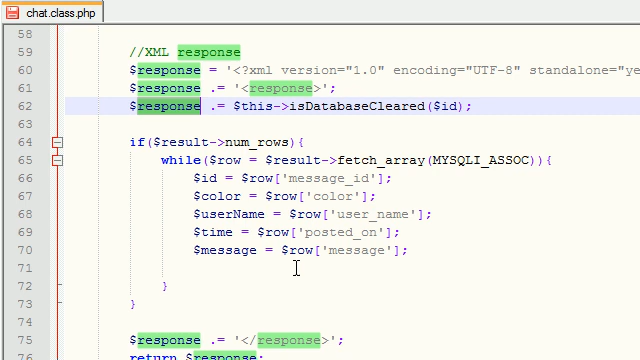 chat.class.php
58
59 //XML response
60 $response = '<?xml version="1.0" encoding="UTF-8" standalone="ye
61 $response .= '<response>';
62 $response .= $this->isDatabaseCleared($id);
64 if($result->num_rows){
65 while($row = $result->fetch_array(MYSQLI_ASSOC)){
66 $id = $row['message_id'];
67 $color = $row['color'];
68 $userName = $row['user_name'];
69 $time = $row['posted_on'];
70 $message = $row['message'];
71
72 }
73 }
75 $response .= '</response>';
76 return $response;